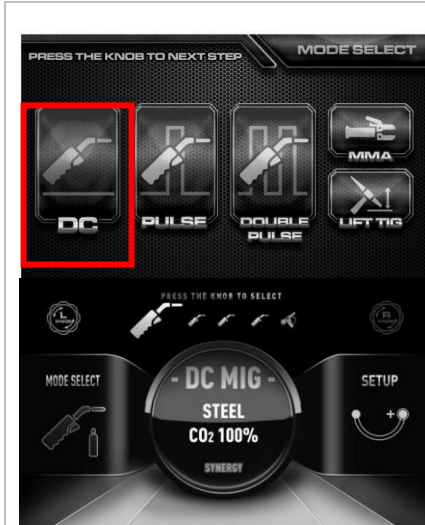 MODE SELECT
PRESS THE KNOB TO NEXT STEP
DC
PULSE
DOUBLE
PULSE
MMA
LIFT TIG
PRESS THE KNOB TO SELECT
L
R
MODE SELECT
- DC MIG -
STEEL
CO2 100%
SYNERGY
SETUP